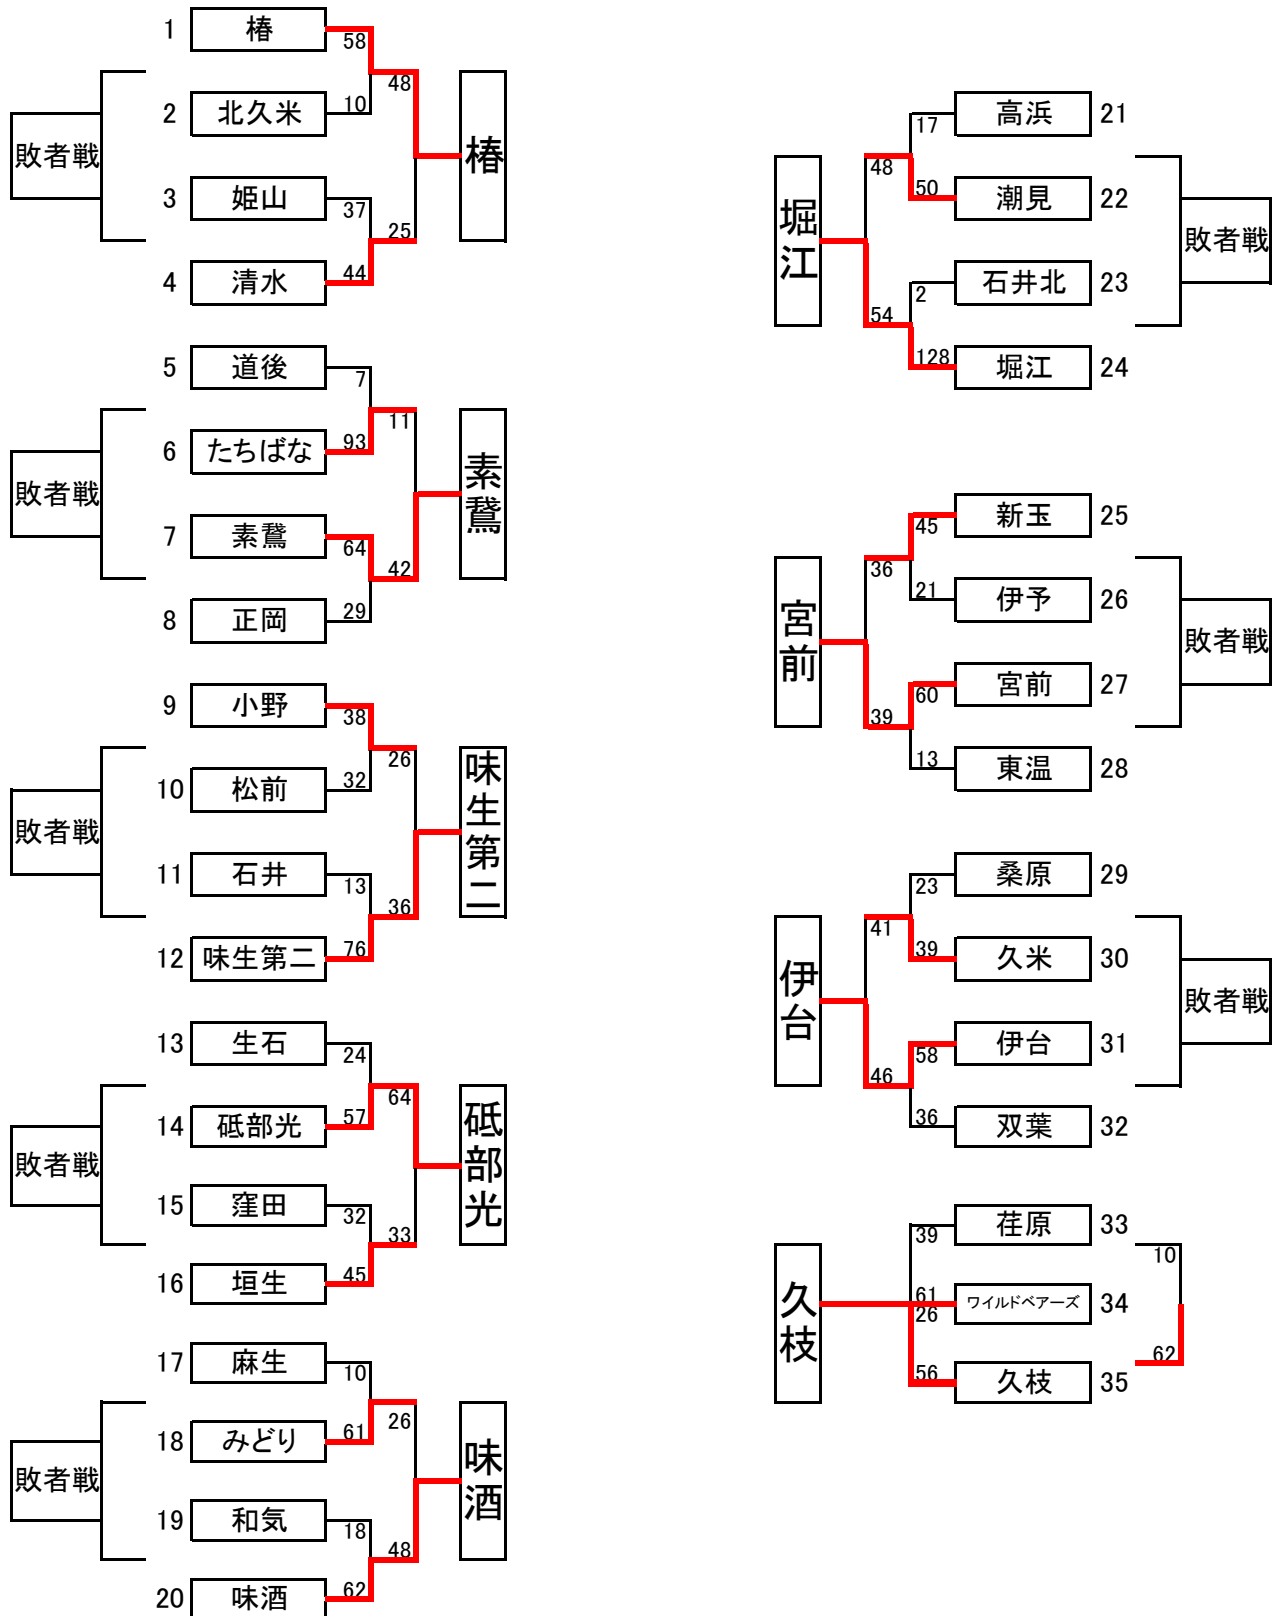 1 椿 58
48
2 北久米 10
敗者戦
椿
3 姫山 37
25
4 清水 44
5 道後 7
11
6 たちばな 93
敗者戦
素鵞
7 素鵞 64
42
8 正岡 29
9 小野 38
26
10 松前 32
敗者戦
味生第二
11 石井 13
36
12 味生第二 76
13 生石 24
64
14 砥部光 57
敗者戦
砥部光
15 窪田 32
33
16 垣生 45
17 麻生 10
26
18 みどり 61
敗者戦
味酒
19 和気 18
48
20 味酒 62
17 高浜 21
48
50 潮見 22
堀江
敗者戦
2 石井北 23
54
128 堀江 24
45 新玉 25
36
21 伊予 26
宮前
敗者戦
60 宮前 27
39
13 東温 28
23 桑原 29
41
39 久米 30
伊台
敗者戦
58 伊台 31
46
36 双葉 32
39 荏原 33
10
61 ワイルドベアーズ 34
26
久枝
62
56 久枝 35